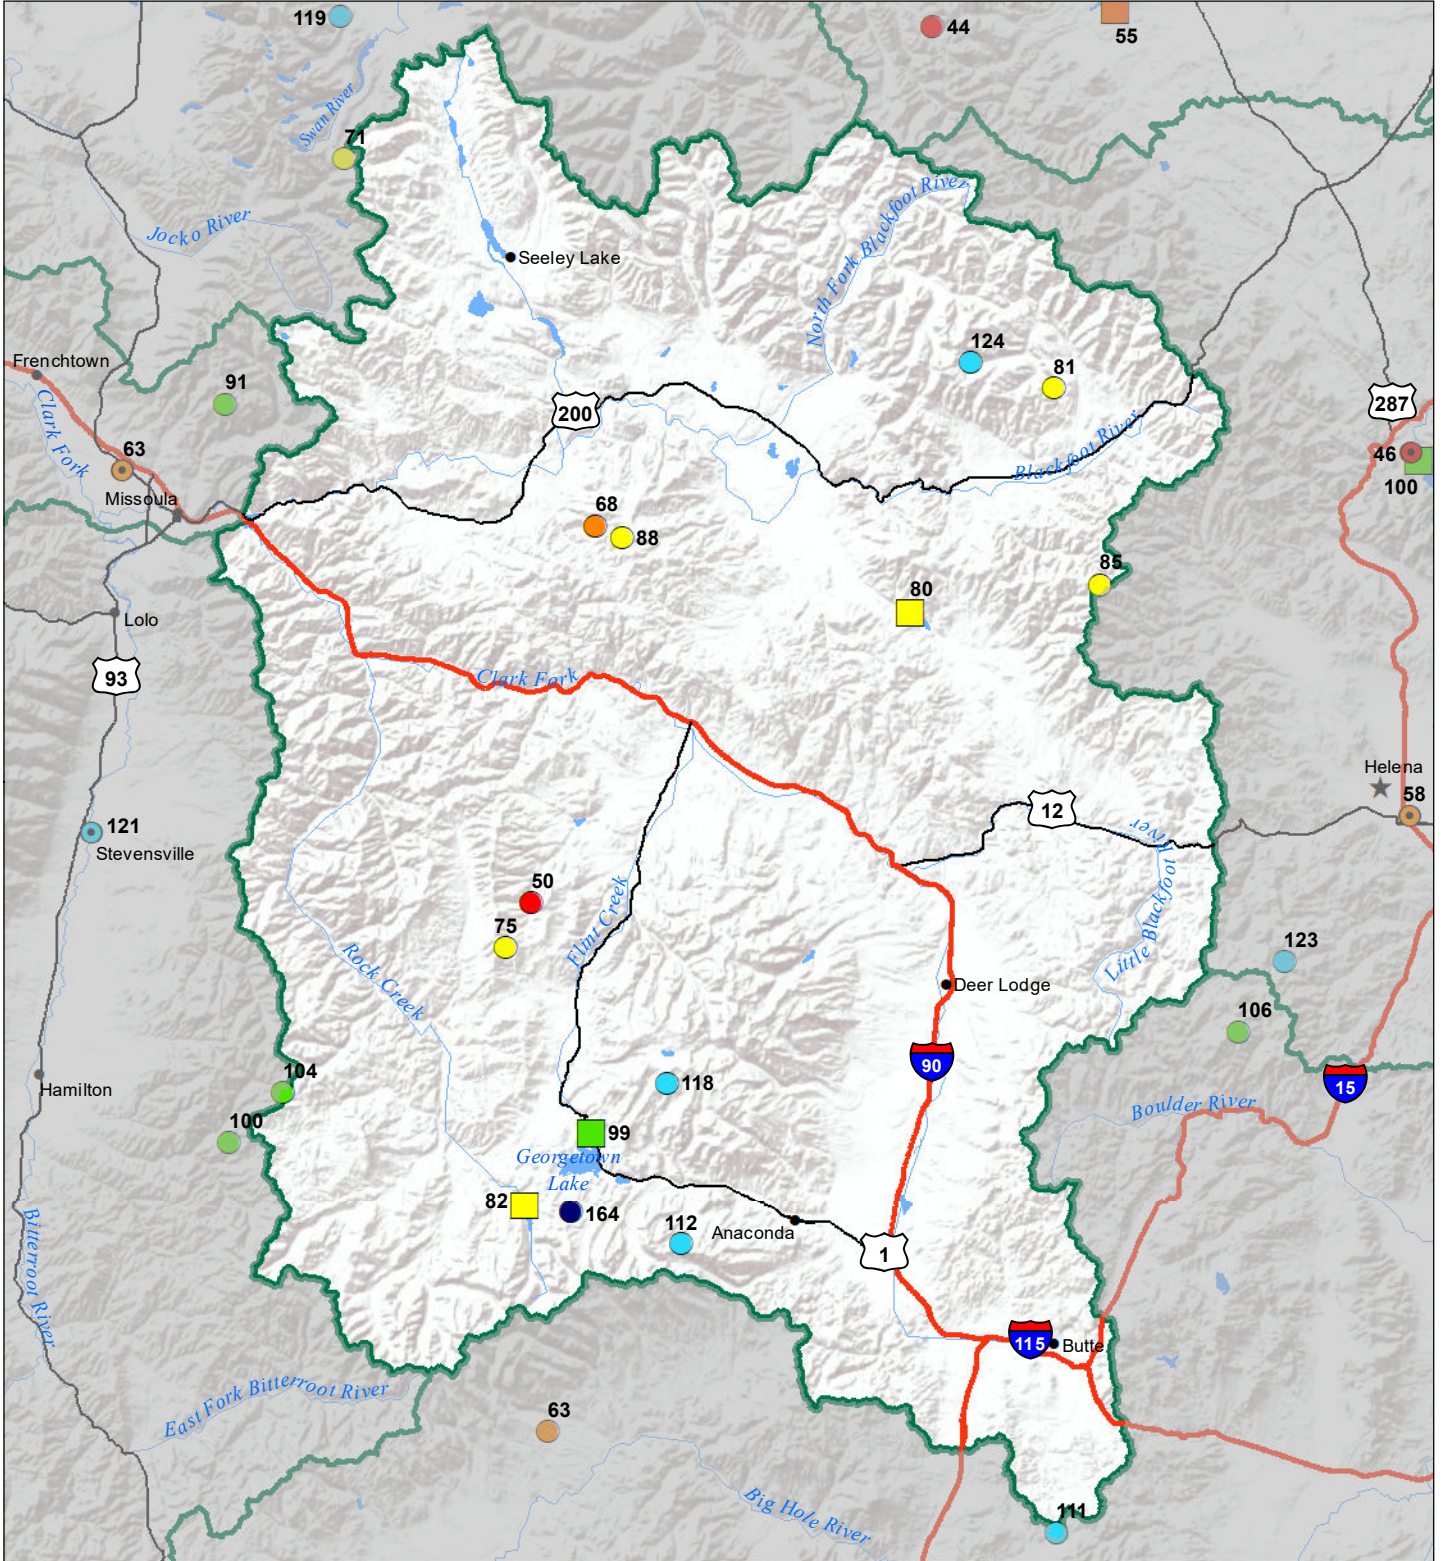 119
44
55
Swan River
71
Jocko River
North Fork Blackfoot River
Seeley Lake
124
81
Frenchtown
91
Clark Fork
200
287
63
Missoula
Blackfoot River
46
100
68
88
85
80
Lolo
93
Clark Fork
Helena
58
12
121
Stevensville
Little Blackfoot River
50
75
Flint Creek
Rock Creek
123
Deer Lodge
106
90
15
104
Hamilton
118
Boulder River
100
99
Georgetown
Lake
82
164
112
Anaconda
1
Bitterroot River
115
Butte
East Fork Bitterroot River
63
Big Hole River
111